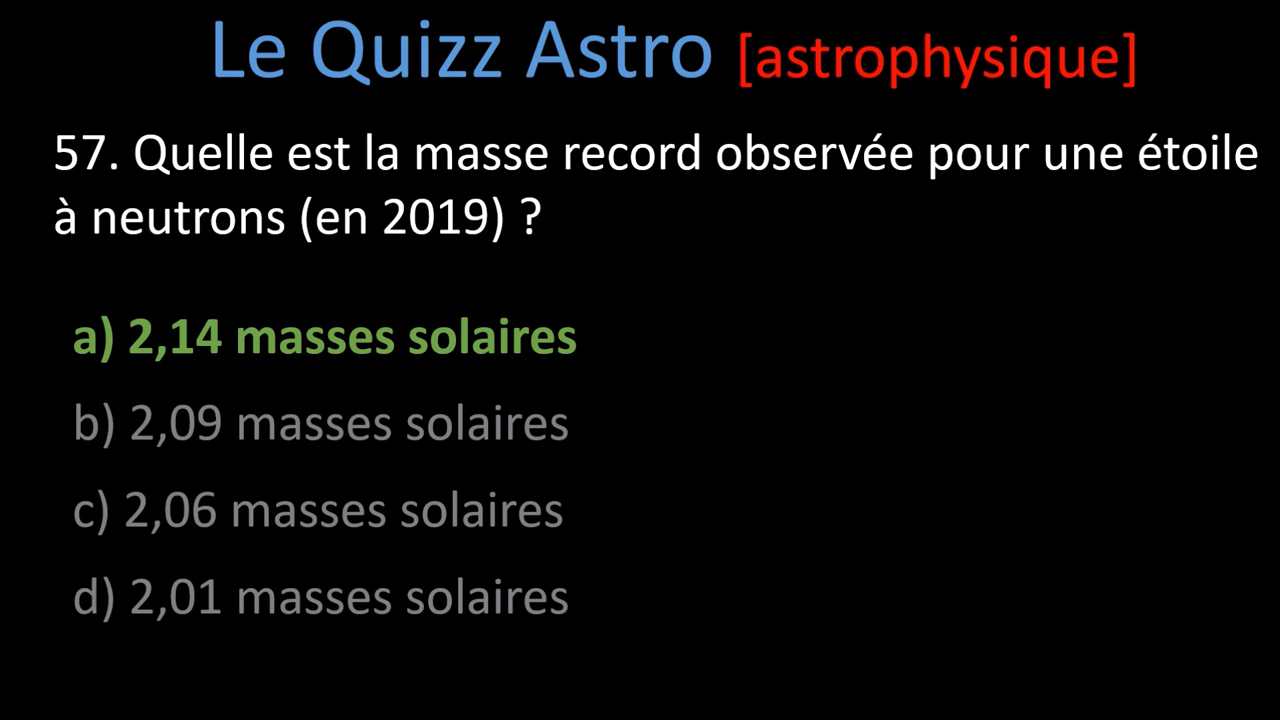 Le Quizz Astro [astrophysique]
57. Quelle est la masse record observée pour une étoile
à neutrons (en 2019) ?
a) 2,14 masses solaires
b) 2,09 masses solaires
c) 2,06 masses solaires
d) 2,01 masses solaires